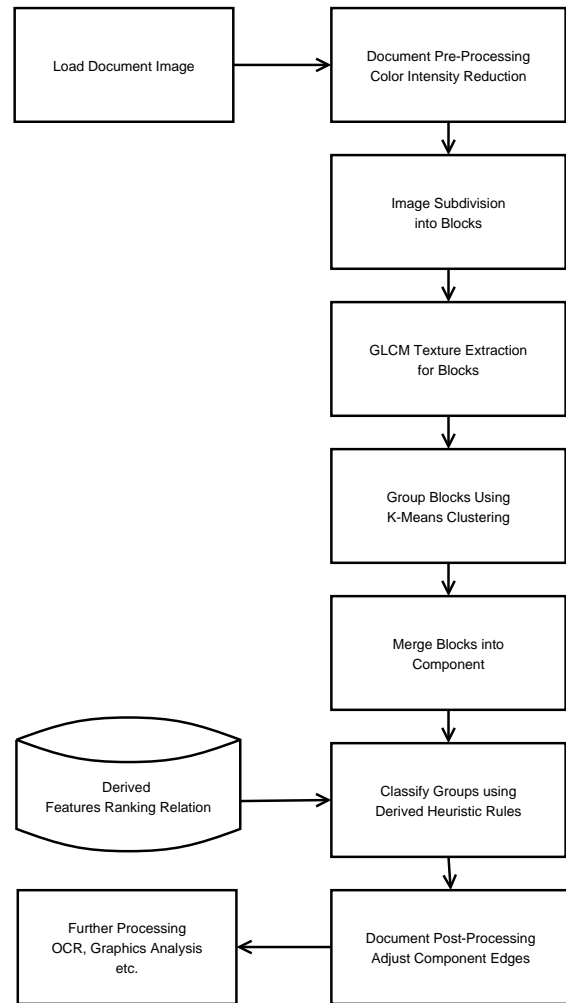 Load Document Image
Document Pre-Processing
Color Intensity Reduction
Image Subdivision
into Blocks
GLCM Texture Extraction
for Blocks
Group Blocks Using
K-Means Clustering
Merge Blocks into
Component
Derived
Features Ranking Relation
Classify Groups using
Derived Heuristic Rules
Document Post-Processing
Adjust Component Edges
Further Processing
OCR, Graphics Analysis
etc.